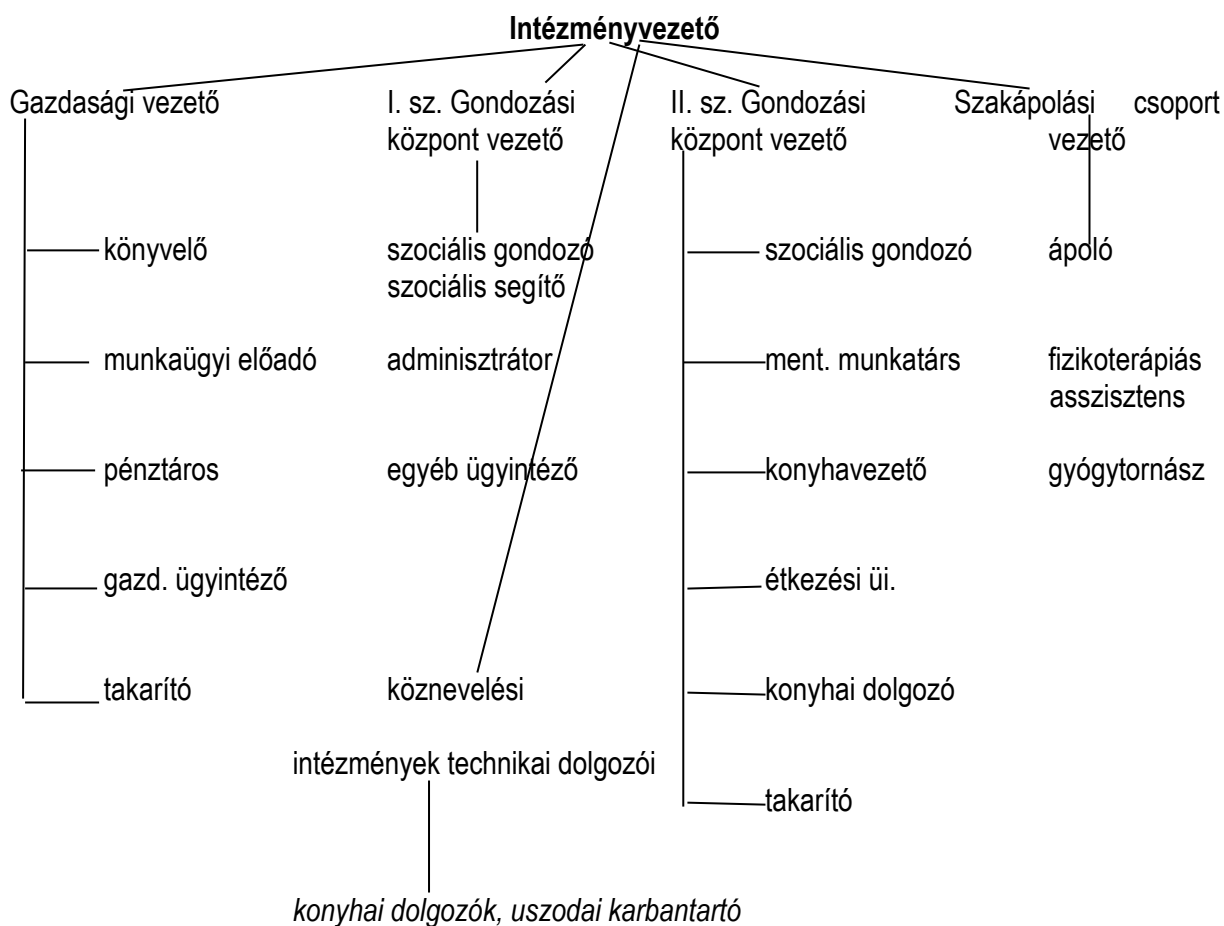 Intézményvezető
Gazdasági vezető I. sz. Gondozási II. sz. Gondozási Szakápolási csoport
központ vezető központ vezető vezető
könyvelő szociális gondozó szociális gondozó ápoló
szociális segítő
munkaügyi előadó adminisztrátor ment. munkatárs fizikoterápiás
asszisztens
pénztáros egyéb ügyintéző konyhavezető gyógytornász
gazd. ügyintéző étkezési üi.
takarító köznevelési konyhai dolgozó
intézmények technikai dolgozói
takarító
konyhai dolgozók, uszodai karbantartó